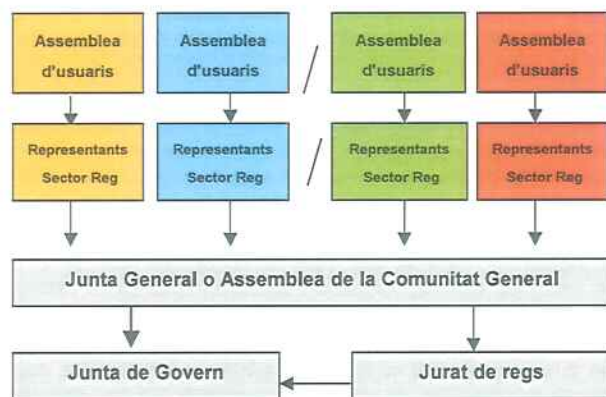 Assemblea
d'usuaris
Assemblea
d'usuaris
/
Assemblea
d'usuaris
Assemblea
d'usuaris
Representants
Sector Reg
Representants
Sector Reg
/
Representants
Sector Reg
Representants
Sector Reg
Junta General o Assemblea de la Comunitat General
Junta de Govern
Jurat de regs